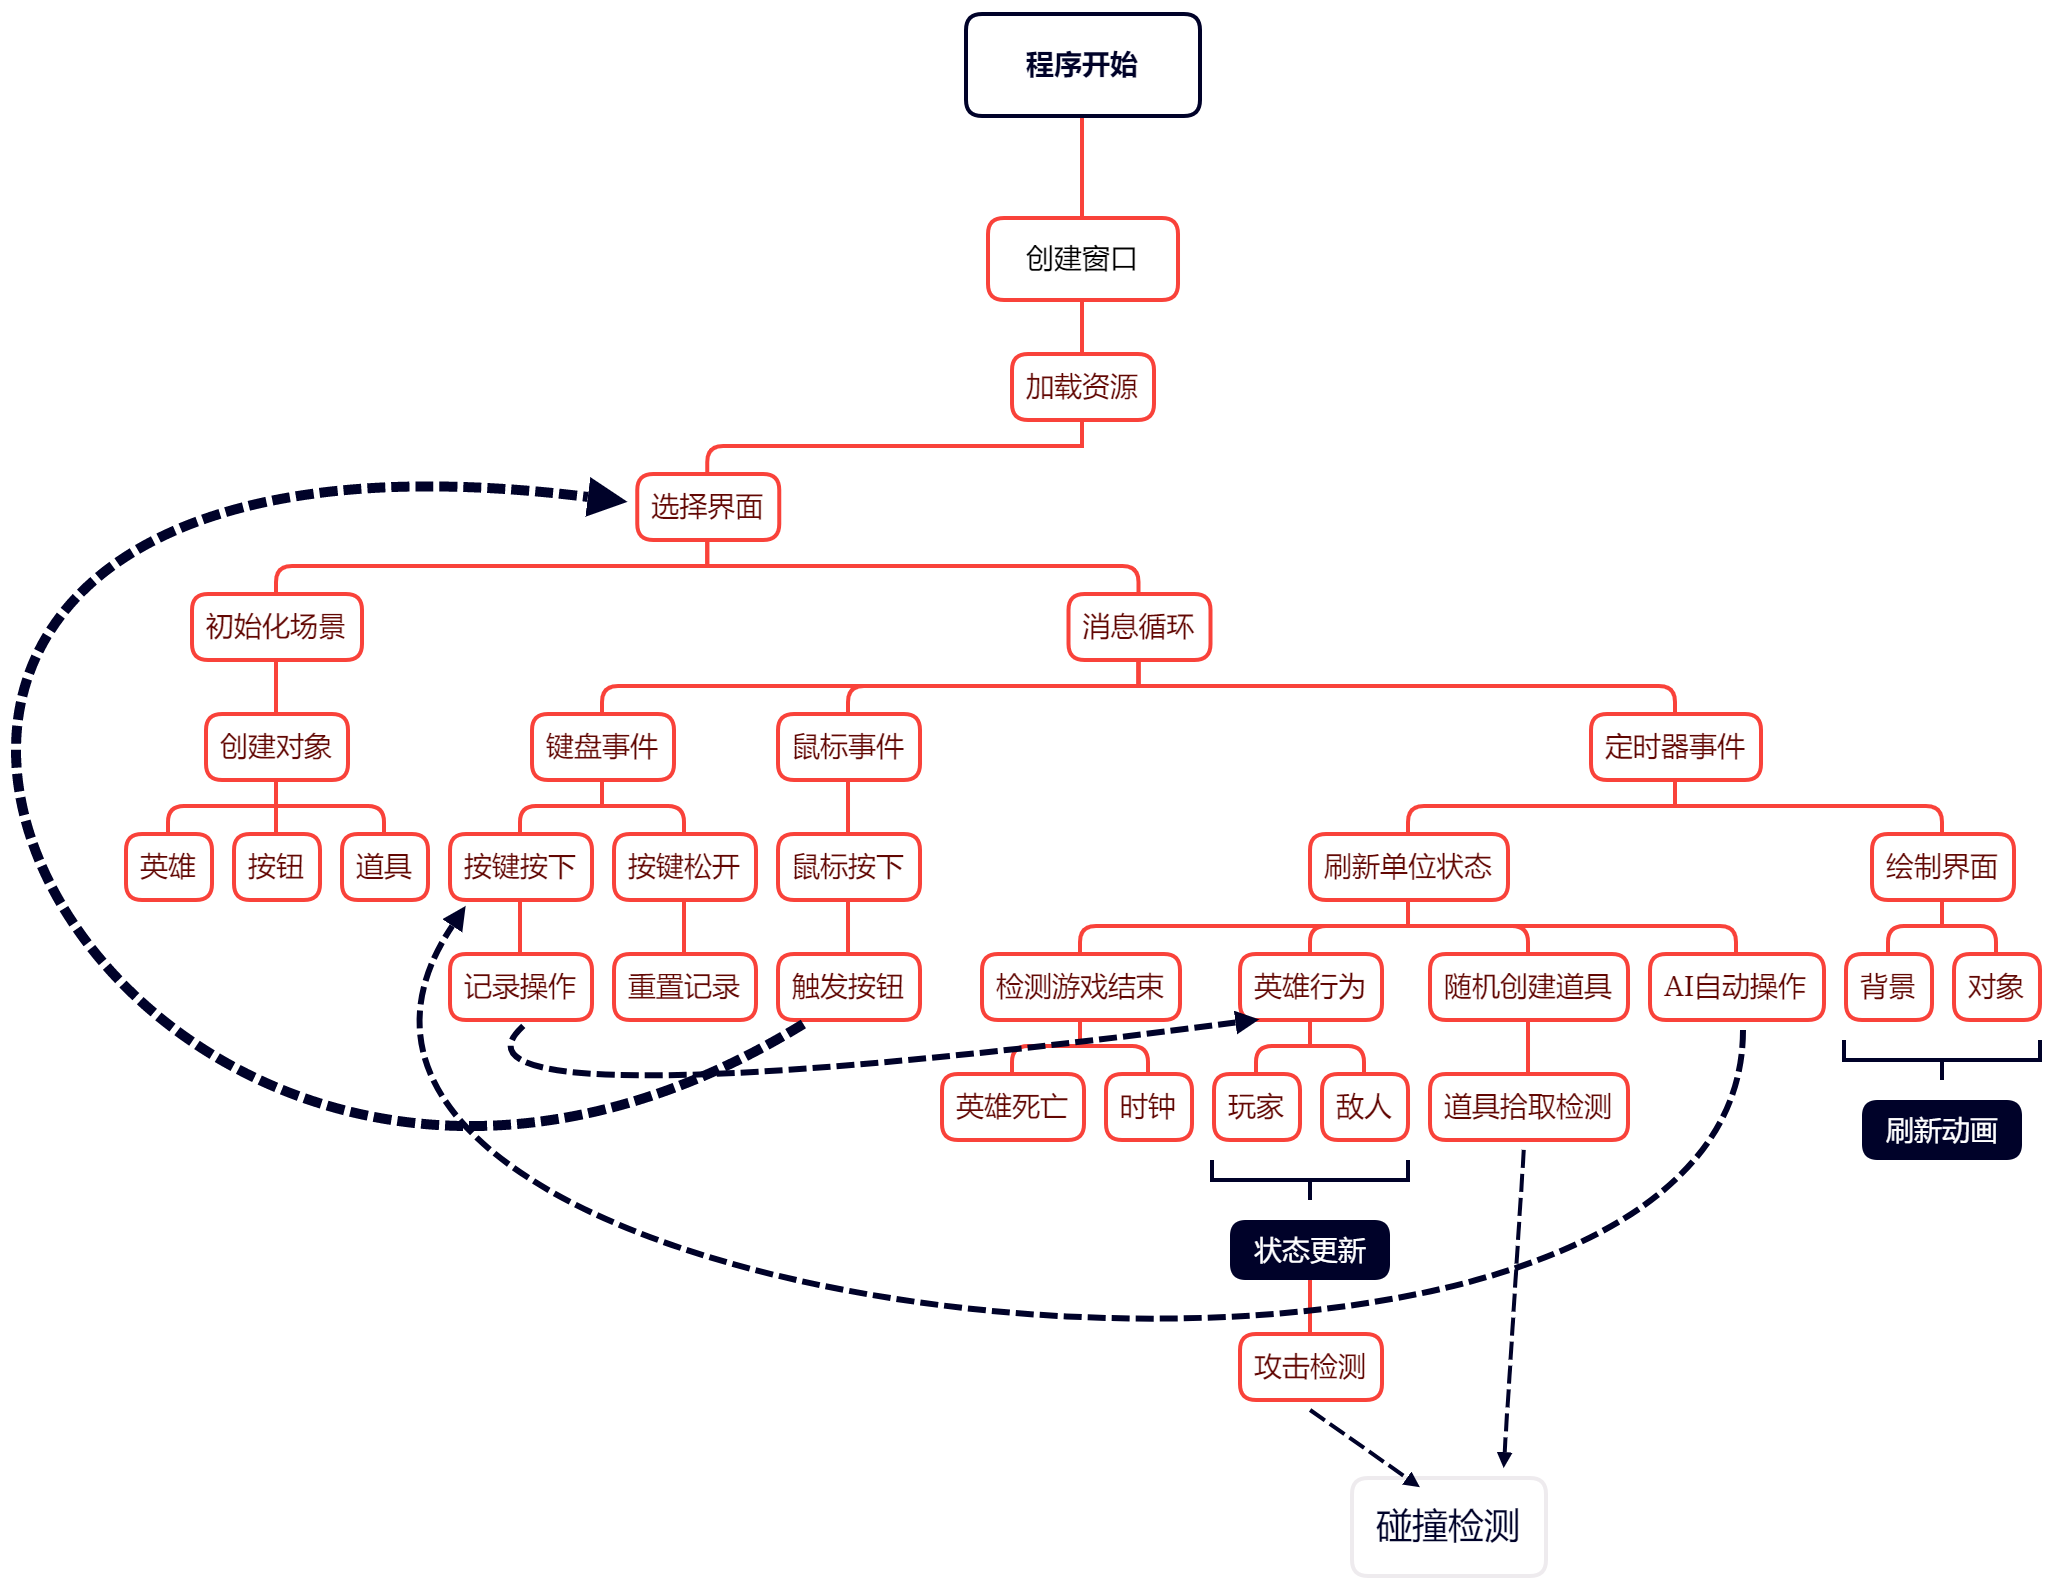 程序开始
创建窗口
加载资源
选择界面
初始化场景
消息循环
创建对象
键盘事件
鼠标事件
定时器事件
英雄
按钮
道具
按键按下
按键松开
鼠标按下
刷新单位状态
绘制界面
记录操作
重置记录
触发按钮
检测游戏结束
英雄行为
随机创建道具
AI自动操作
背景
对象
英雄死亡
时钟
玩家
敌人
道具拾取检测
刷新动画
状态更新
攻击检测
碰撞检测